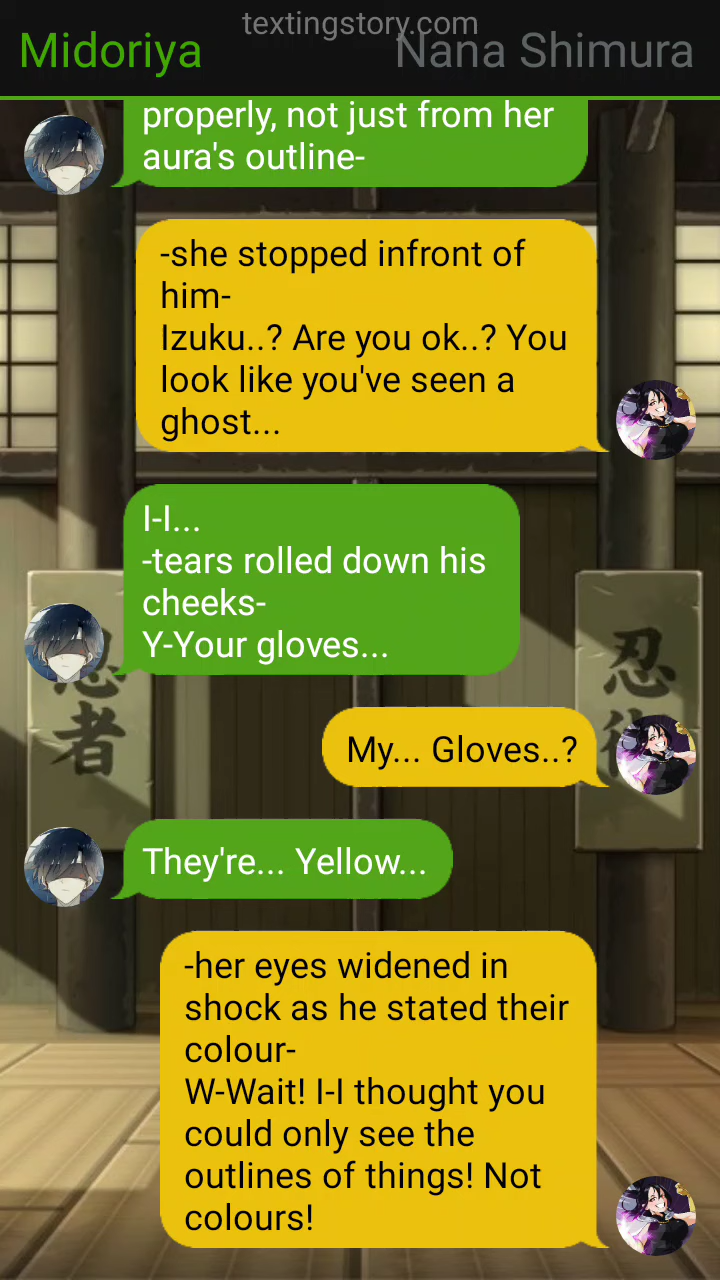 textingstory.com
Midoriya
Nana Shimura
properly, not just from her
aura's outline-
-she stopped infront of
him-
Izuku..? Are you ok..? You
look like you've seen a
ghost...
I-I...
-tears rolled down his
cheeks-
Y-Your gloves...
忍者
忍
My... Gloves..?
They're... Yellow...
-her eyes widened in
shock as he stated their
colour-
W-Wait! I-I thought you
could only see the
outlines of things! Not
colours!